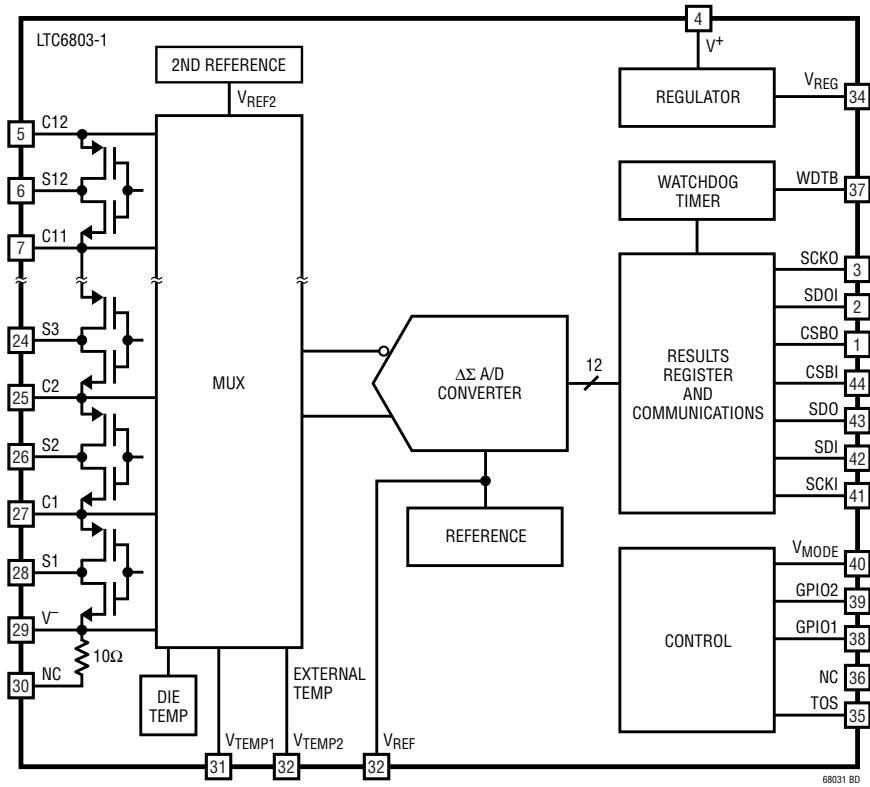 LTC6803-1
4
V+
2ND REFERENCE
VREF2
REGULATOR
VREG
34
5
C12
6
S12
7
C11
WATCHDOG
TIMER
WDTB
37
24
S3
25
C2
26
S2
27
C1
28
S1
29
V–
10Ω
30
NC
MUX
ΔΣ A/D
CONVERTER
12
REFERENCE
RESULTS
REGISTER
AND
COMMUNICATIONS
SCKO
3
SDOI
2
CSBO
1
CSBI
44
SDO
43
SDI
42
SCKI
41
CONTROL
VMODE
40
GPIO2
39
GPIO1
38
NC
36
TOS
35
DIE
TEMP
EXTERNAL
TEMP
VTEMP1
31
VTEMP2
32
VREF
32
68031 BD